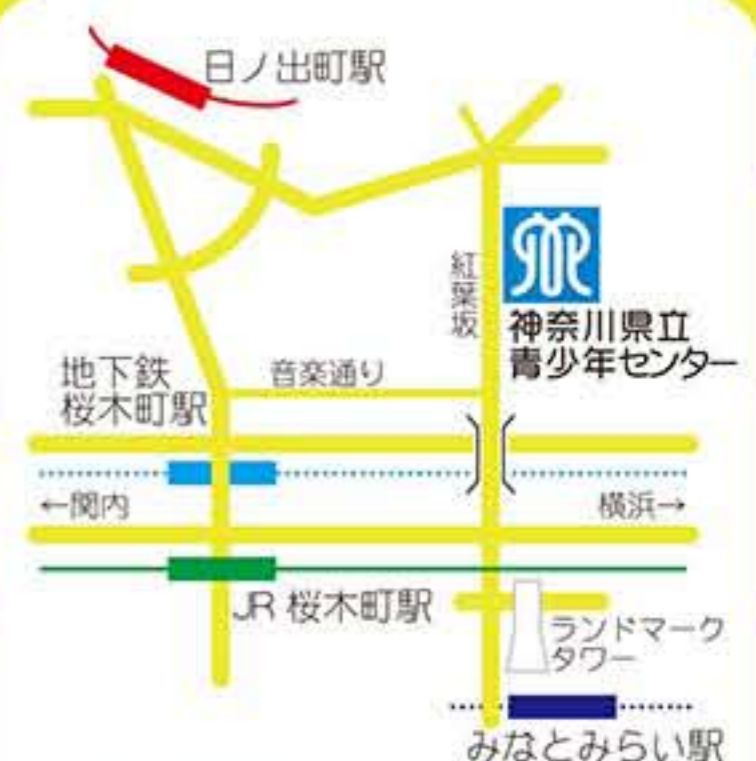 日ノ出町駅
紅葉坂
神奈川県立
青少年センター
地下鉄
桜木町駅
音楽通り
←関内
横浜→
JR 桜木町駅
ランドマーク
タワー
みなとみらい駅